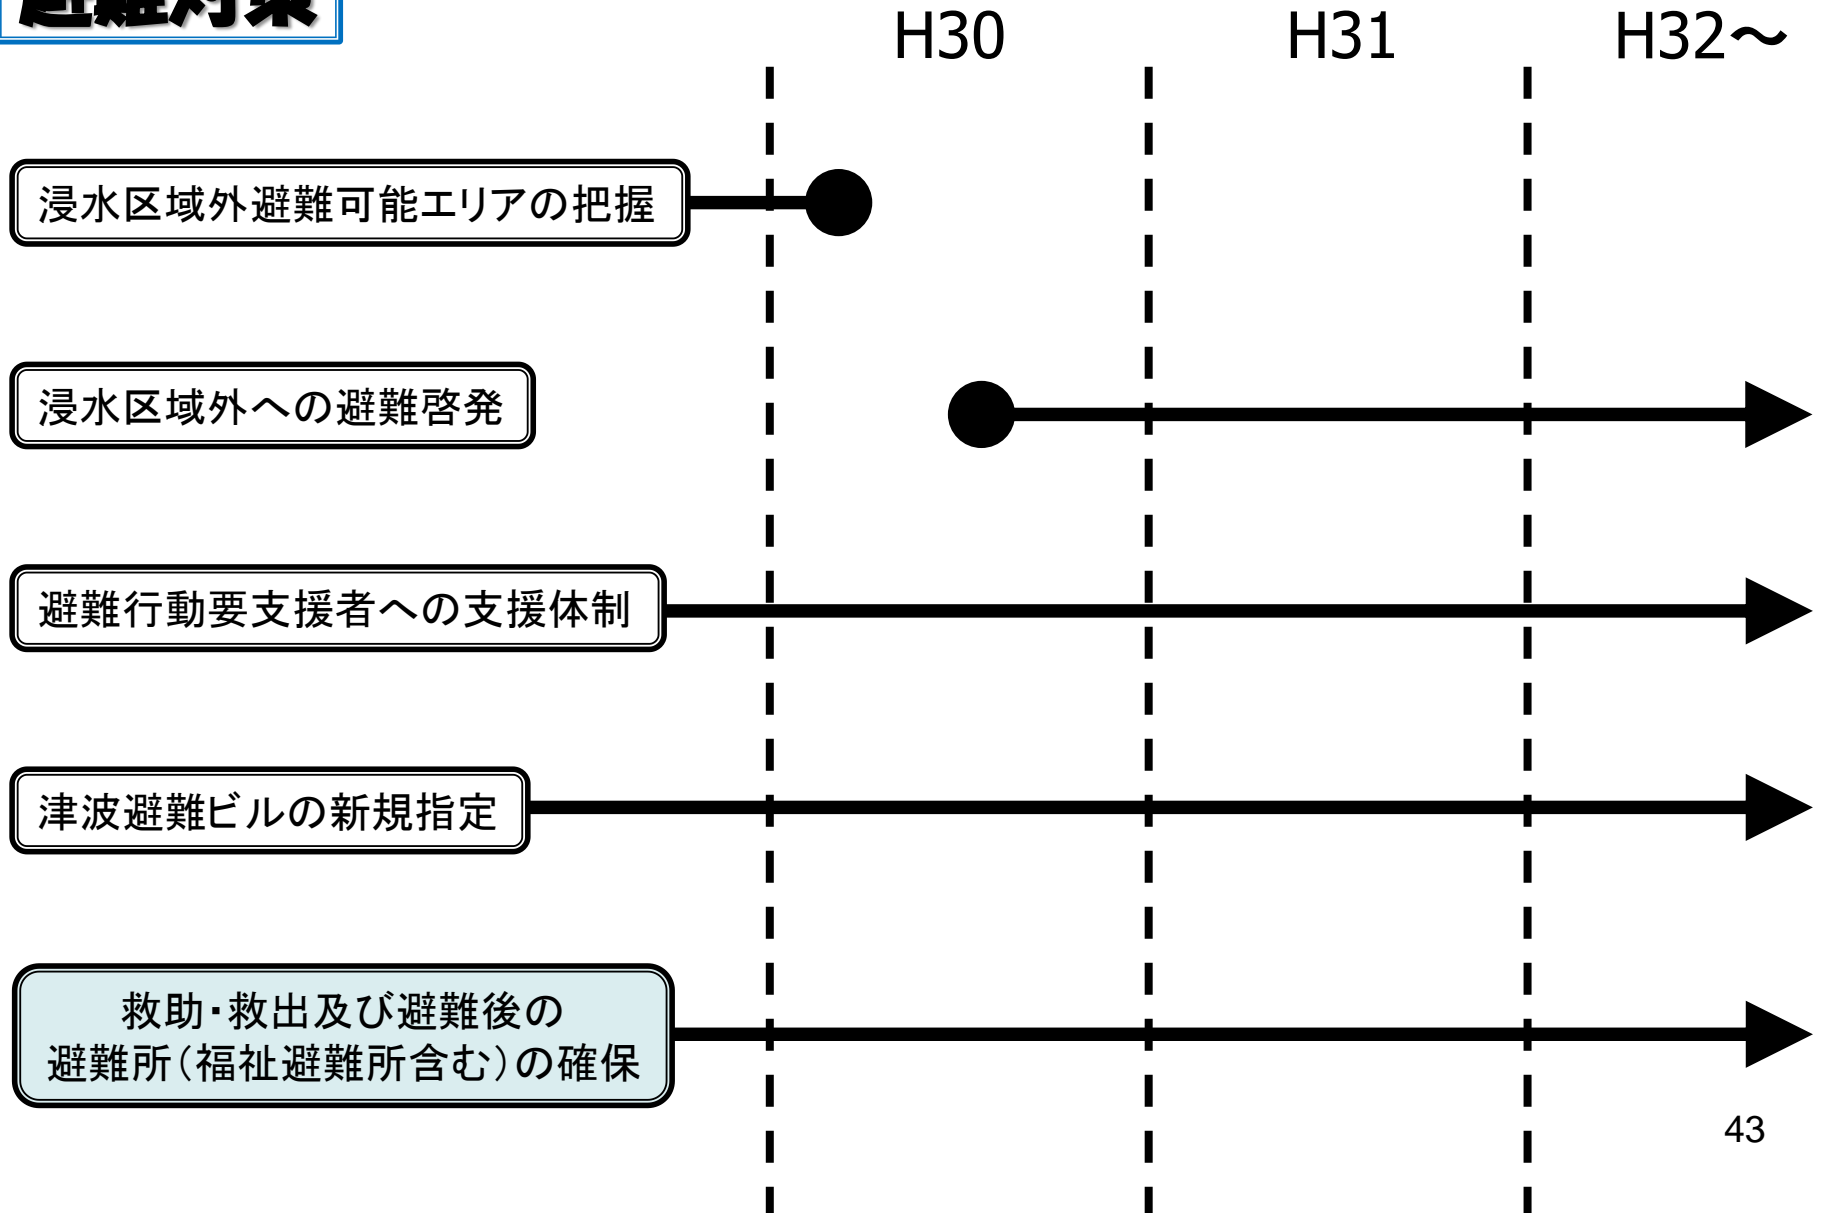 避難対策
H30
H31
H32～
浸水区域外避難可能エリアの把握
浸水区域外への避難啓発
避難行動要支援者への支援体制
津波避難ビルの新規指定
救助・救出及び避難後の
避難所（福祉避難所含む）の確保
43